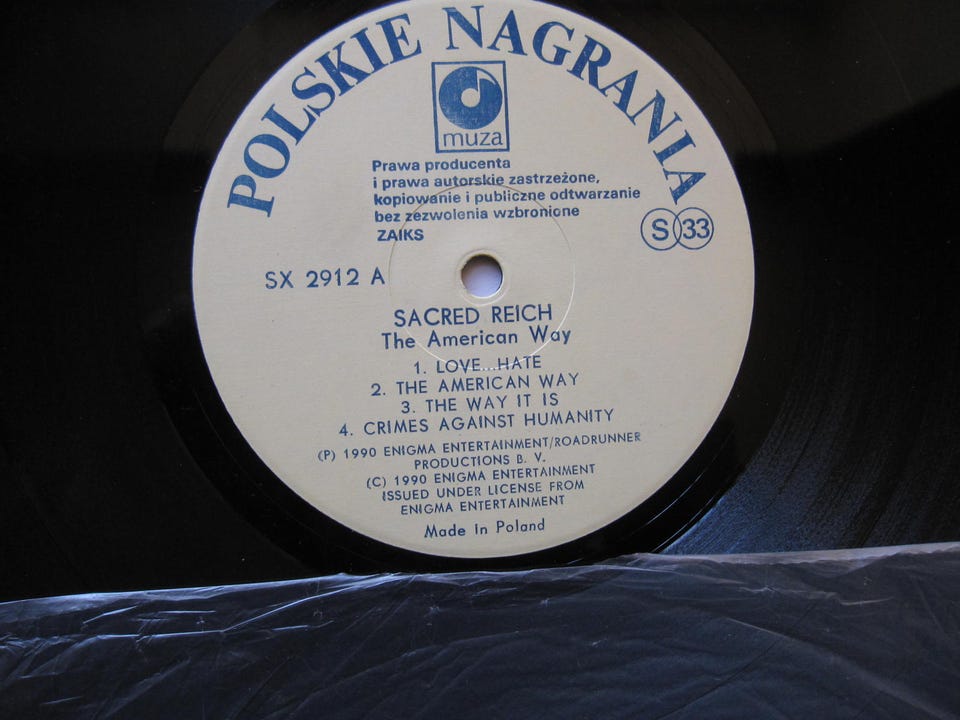 POLSKIE NAGRANIA
muza
Prawa producenta
i prawa autorskie zastrzeżone,
kopiowanie i publiczne odtwarzanie
bez zezwolenia wzbronione
ZAIKS
S 33
SX 2912 A
SACRED REICH
The American Way
1. LOVE...HATE
2. THE AMERICAN WAY
3. THE WAY IT IS
4. CRIMES AGAINST HUMANITY
(P) 1990 ENIGMA ENTERTAINMENT/ROADRUNNER
PRODUCTIONS B. V.
(C) 1990 ENIGMA ENTERTAINMENT
ISSUED UNDER LICENSE FROM
ENIGMA ENTERTAINMENT
Made in Poland